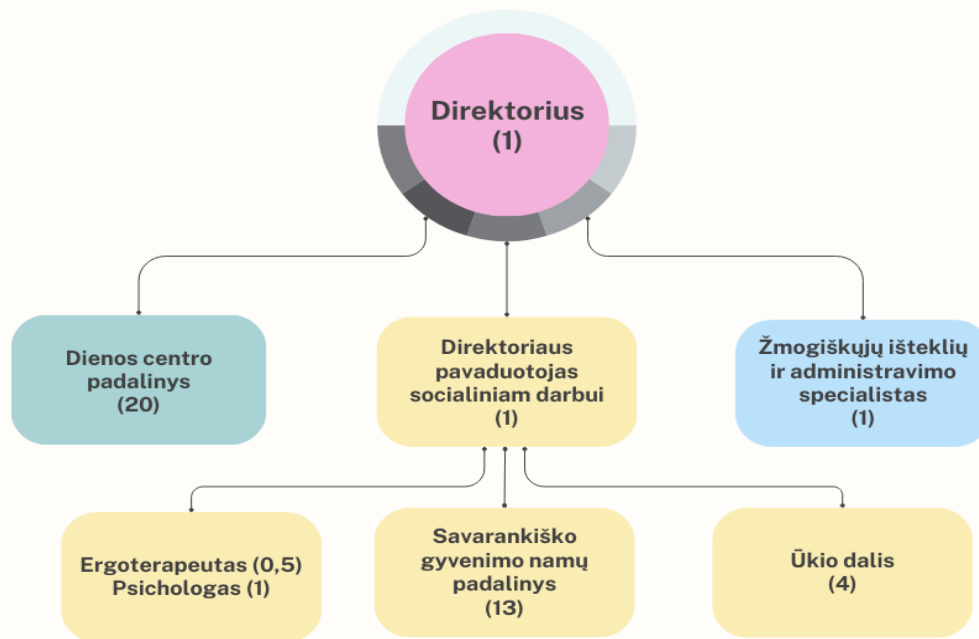 Direktorius
(1)
Dienos centro
padalinys
(20)
Direktoriaus
pavaduotojas
socialiniam darbui
(1)
Žmogiškųjų išteklių
ir administravimo
specialistas
(1)
Ergoterapeutas (0,5)
Psichologas (1)
Savarankiško
gyvenimo namų
padalinys
(13)
Ūkio dalis
(4)